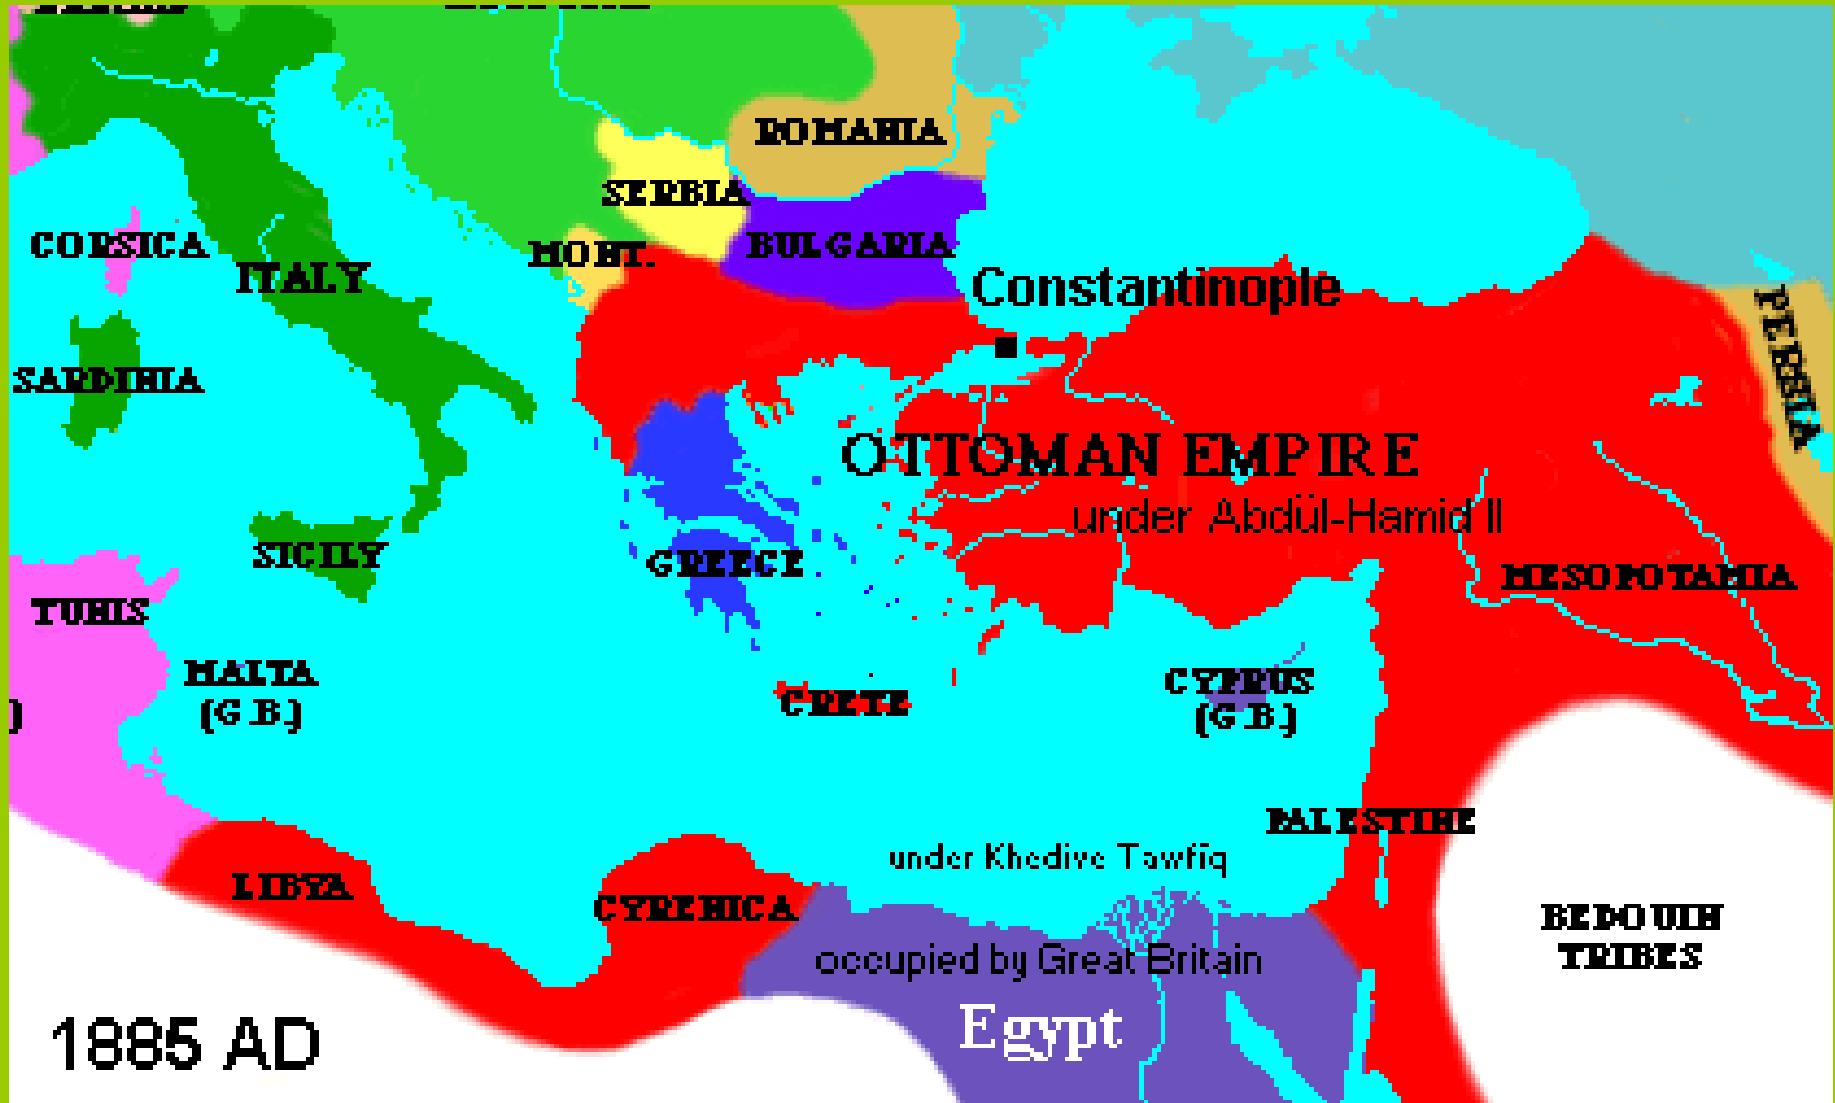 ROMANIA
SERBIA
CORSICA
MONT.
BULGARIA
ITALY
Constantinople
PERSIA
SARDINIA
OTTOMAN EMPIRE
under Abdül-Hamid II
SICILY
GREECE
MESOPOTAMIA
TUNIS
MALTA
(G.B.)
CYPRUS
(G.B.)
CRETE
)
PALESTINE
under Khedive Tawfiq
LIBYA
CYRENICA
BEDOUIN
TRIBES
occupied by Great Britain
Egypt
1885 AD